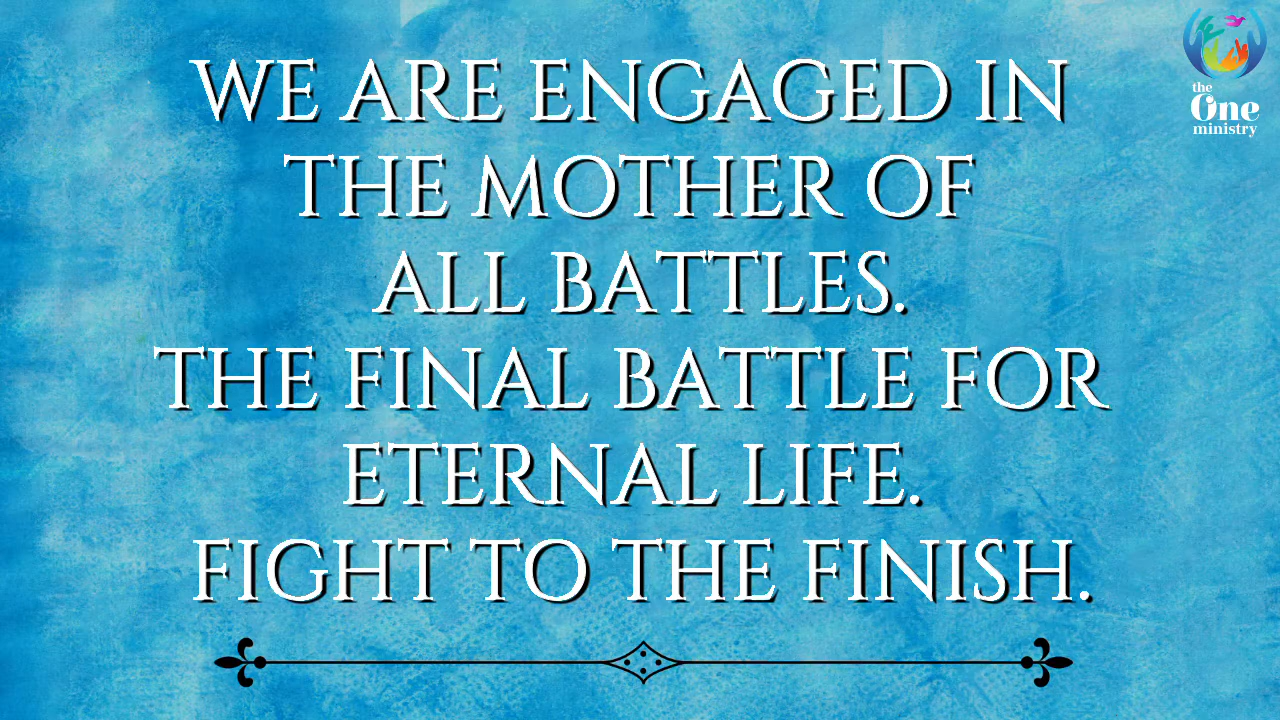 WE ARE ENGAGED IN
THE MOTHER OF
ALL BATTLES.
THE FINAL BATTLE FOR
ETERNAL LIFE.
FIGHT TO THE FINISH.
the
One
ministry